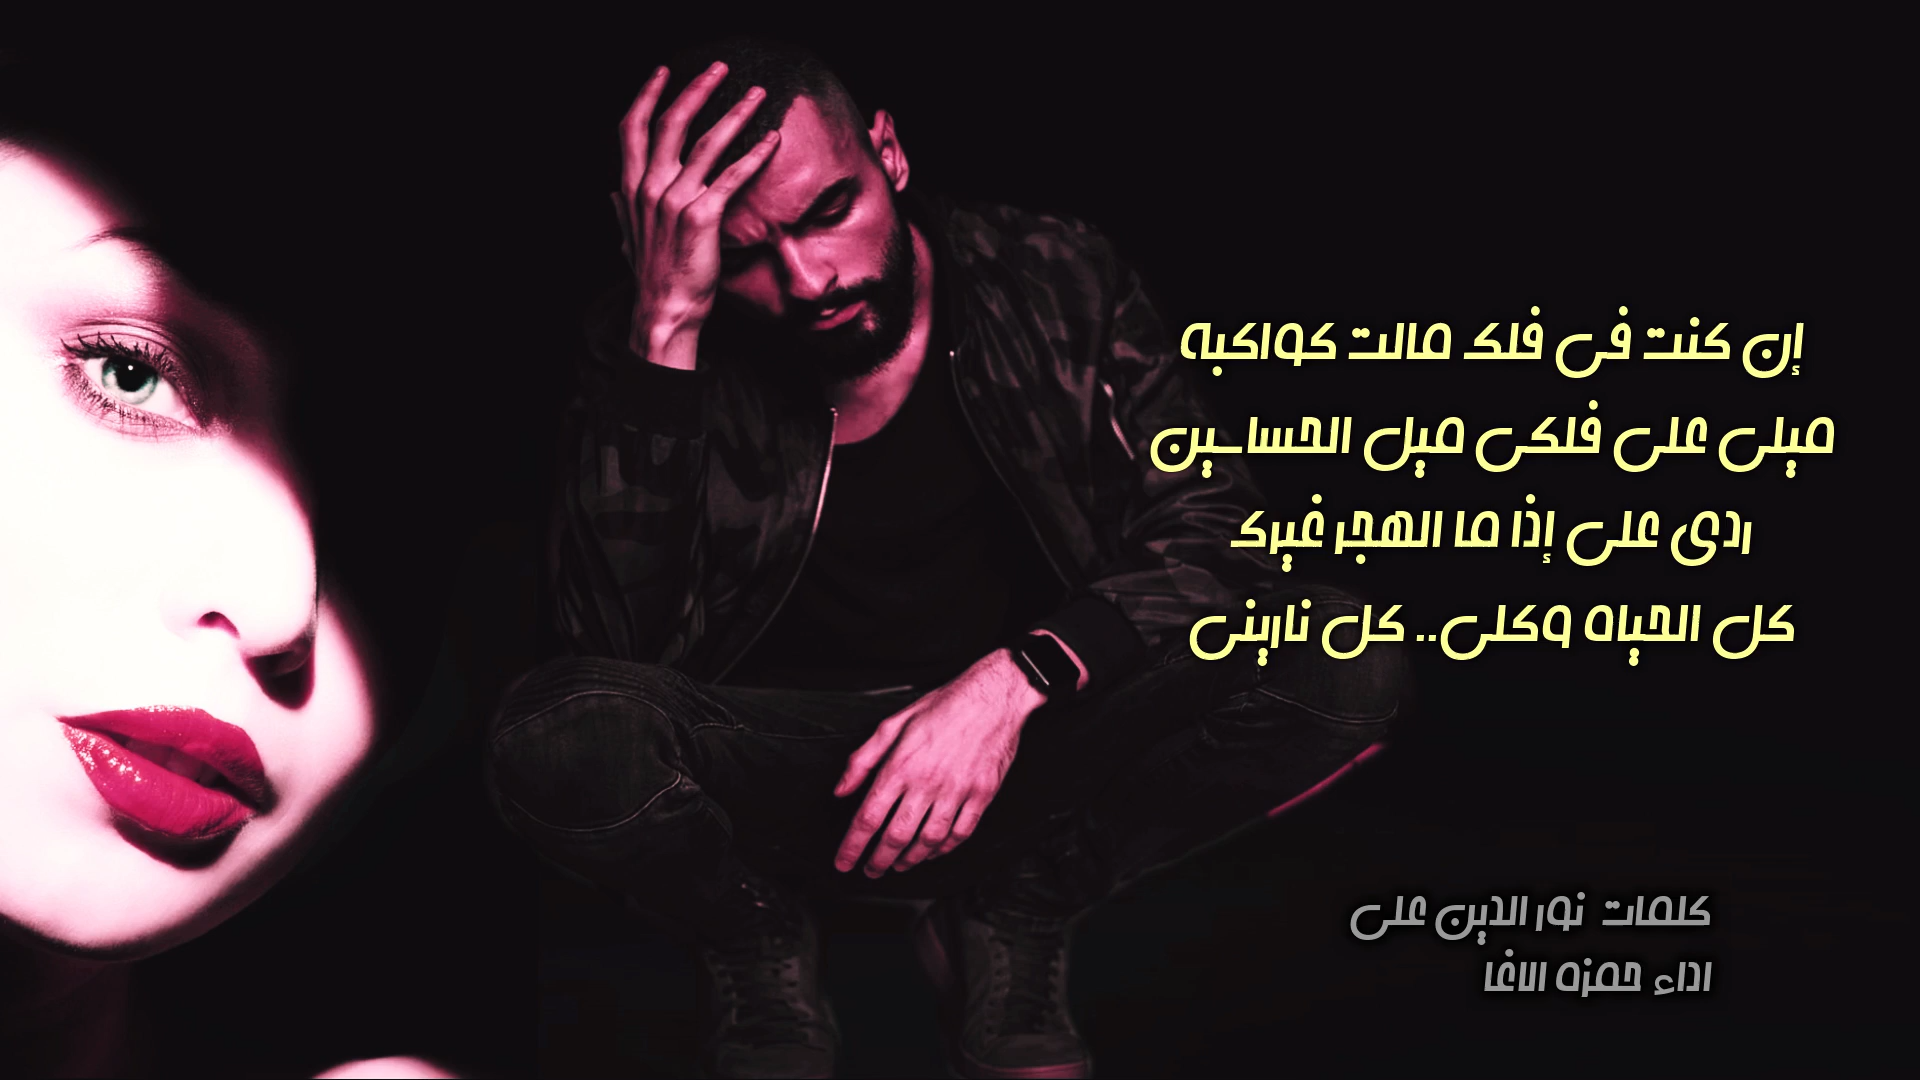 إن كنت فى فلك مالت كواكبه
ميلى على فلكى ميل الحساسين
ردى على إذا ما الهجر غيرك
كل الحياه وكلى.. كل نارينى
كلمات نور الدين على
اداء حمزه الاغا